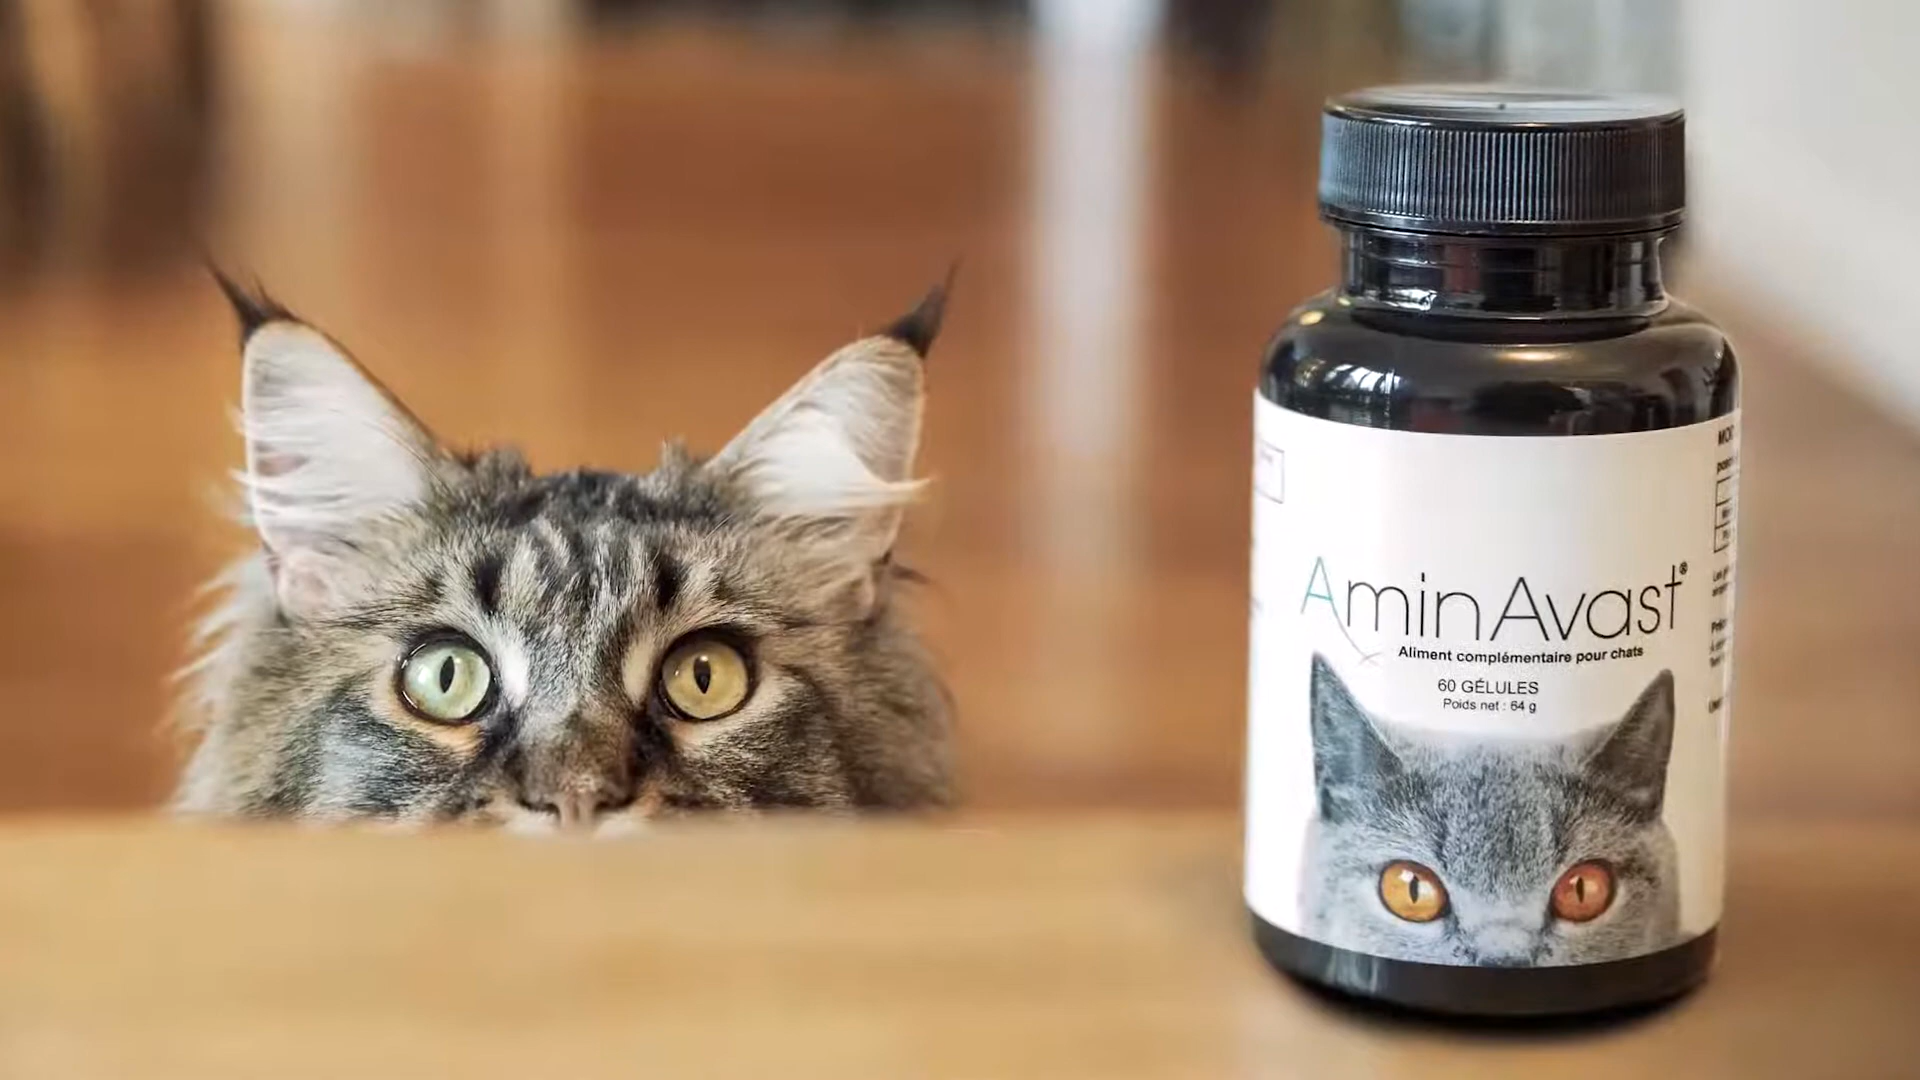 AminAvast®
Aliment complémentaire pour chats
60 GÉLULES
Poids net : 64 g